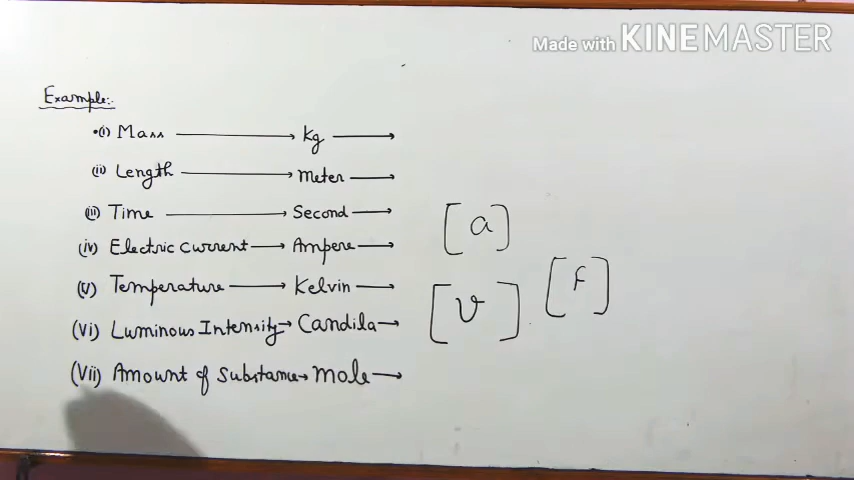 Made with KINEMASTER
Example:-
(i) Mass → kg →
(ii) Length → meter →
(iii) Time → Second →
(iv) Electric current → Ampere →
(v) Temperature → Kelvin →
(vi) Luminous Intensity → Candila →
(vii) Amount of Substance → mole →
[a]
[v] [F]